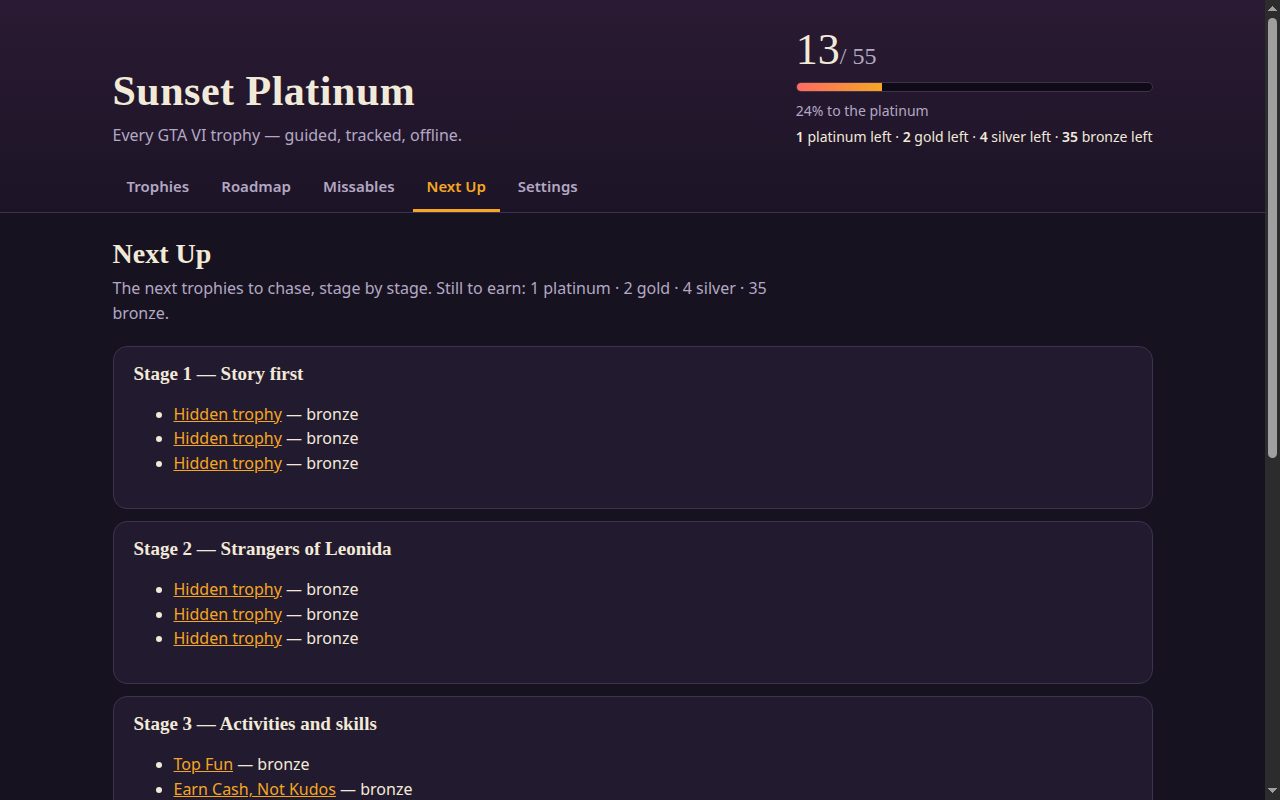 13/ 55
Sunset Platinum
Every GTA VI trophy — guided, tracked, offline.
24% to the platinum
1 platinum left · 2 gold left · 4 silver left · 35 bronze left
Trophies Roadmap Missables Next Up Settings
Next Up
The next trophies to chase, stage by stage. Still to earn: 1 platinum · 2 gold · 4 silver · 35
bronze.
Stage 1 — Story first
• Hidden trophy — bronze
• Hidden trophy — bronze
• Hidden trophy — bronze
Stage 2 — Strangers of Leonida
• Hidden trophy — bronze
• Hidden trophy — bronze
• Hidden trophy — bronze
Stage 3 — Activities and skills
• Top Fun — bronze
• Earn Cash, Not Kudos — bronze